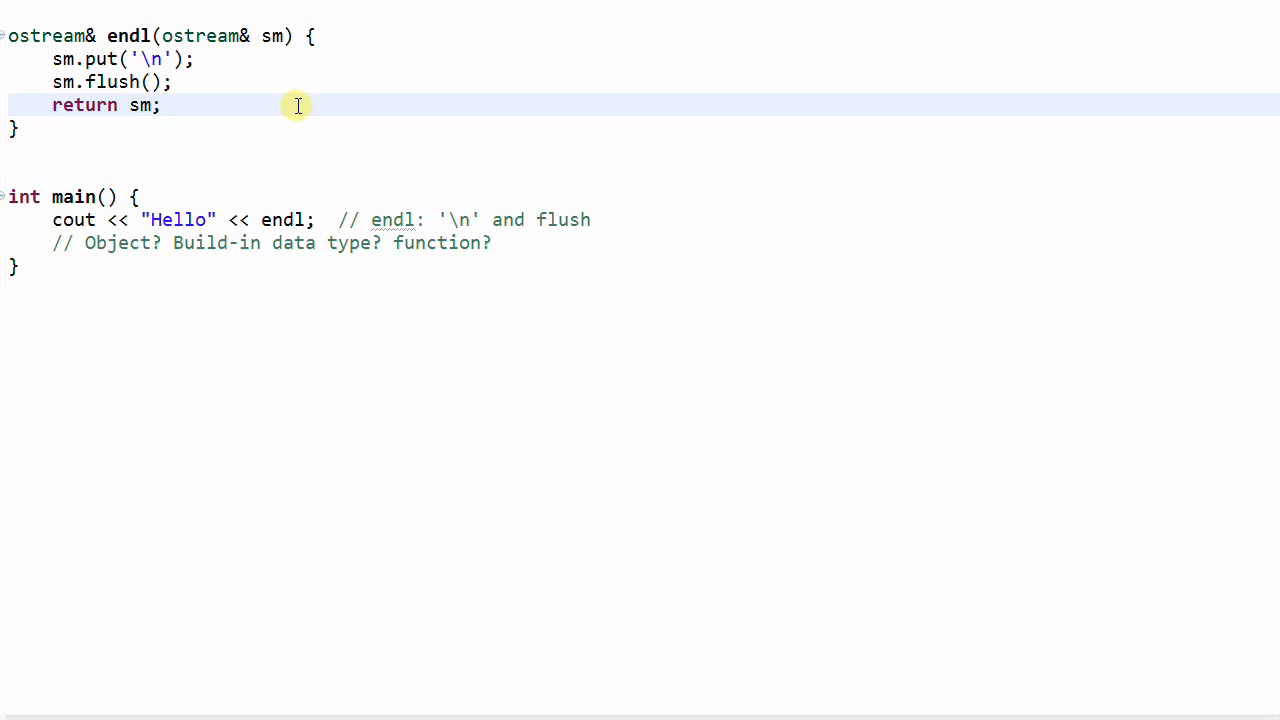 ostream& endl(ostream& sm) {
    sm.put('\n');
    sm.flush();
    return sm;
}
int main() {
    cout << "Hello" << endl;  // endl: '\n' and flush
    // Object? Build-in data type? function?
}